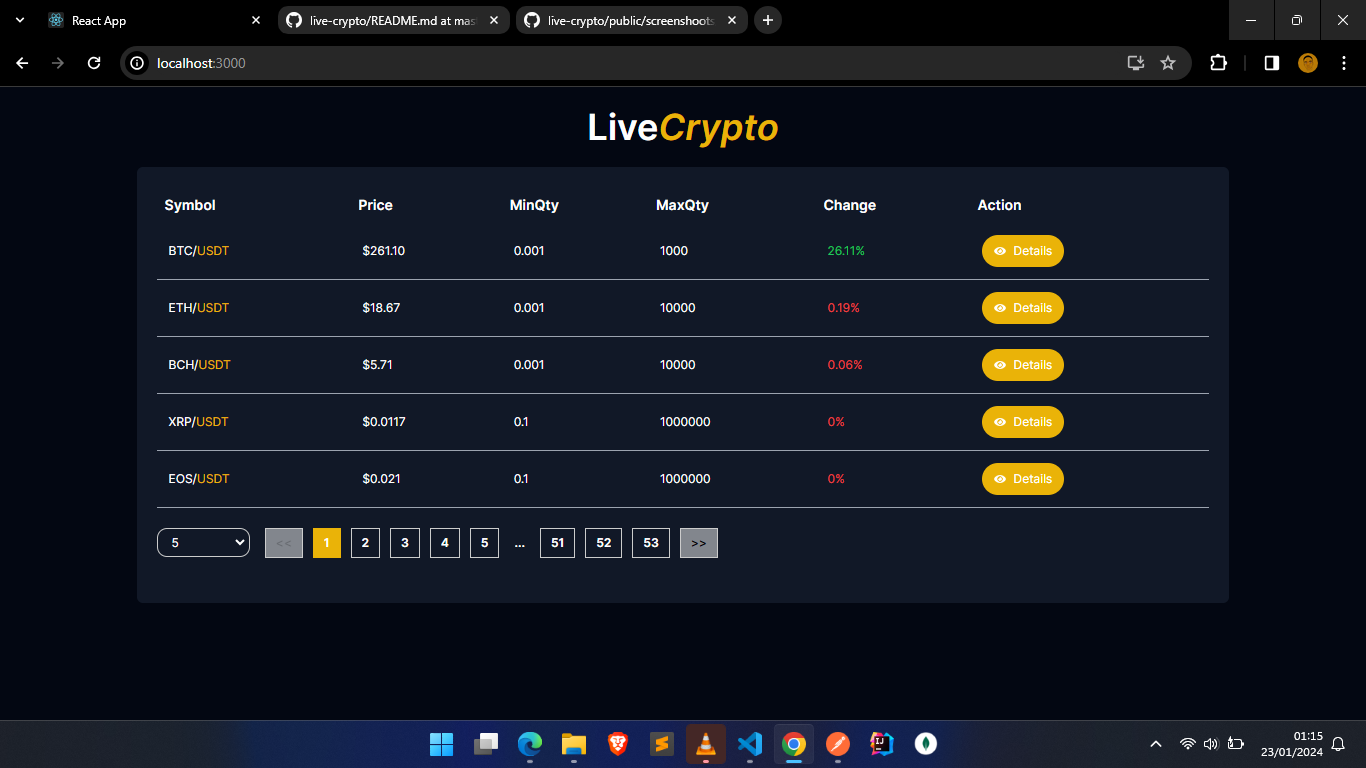 React App
live-crypto/README.md at mas
live-crypto/public/screenshoots
localhost:3000
LiveCrypto
Symbol Price MinQty MaxQty Change Action
BTC/USDT $261.10 0.001 1000 26.11% Details
ETH/USDT $18.67 0.001 10000 0.19% Details
BCH/USDT $5.71 0.001 10000 0.06% Details
XRP/USDT $0.0117 0.1 1000000 0% Details
EOS/USDT $0.021 0.1 1000000 0% Details
5 << 1 2 3 4 5 ... 51 52 53 >>
01:15
23/01/2024